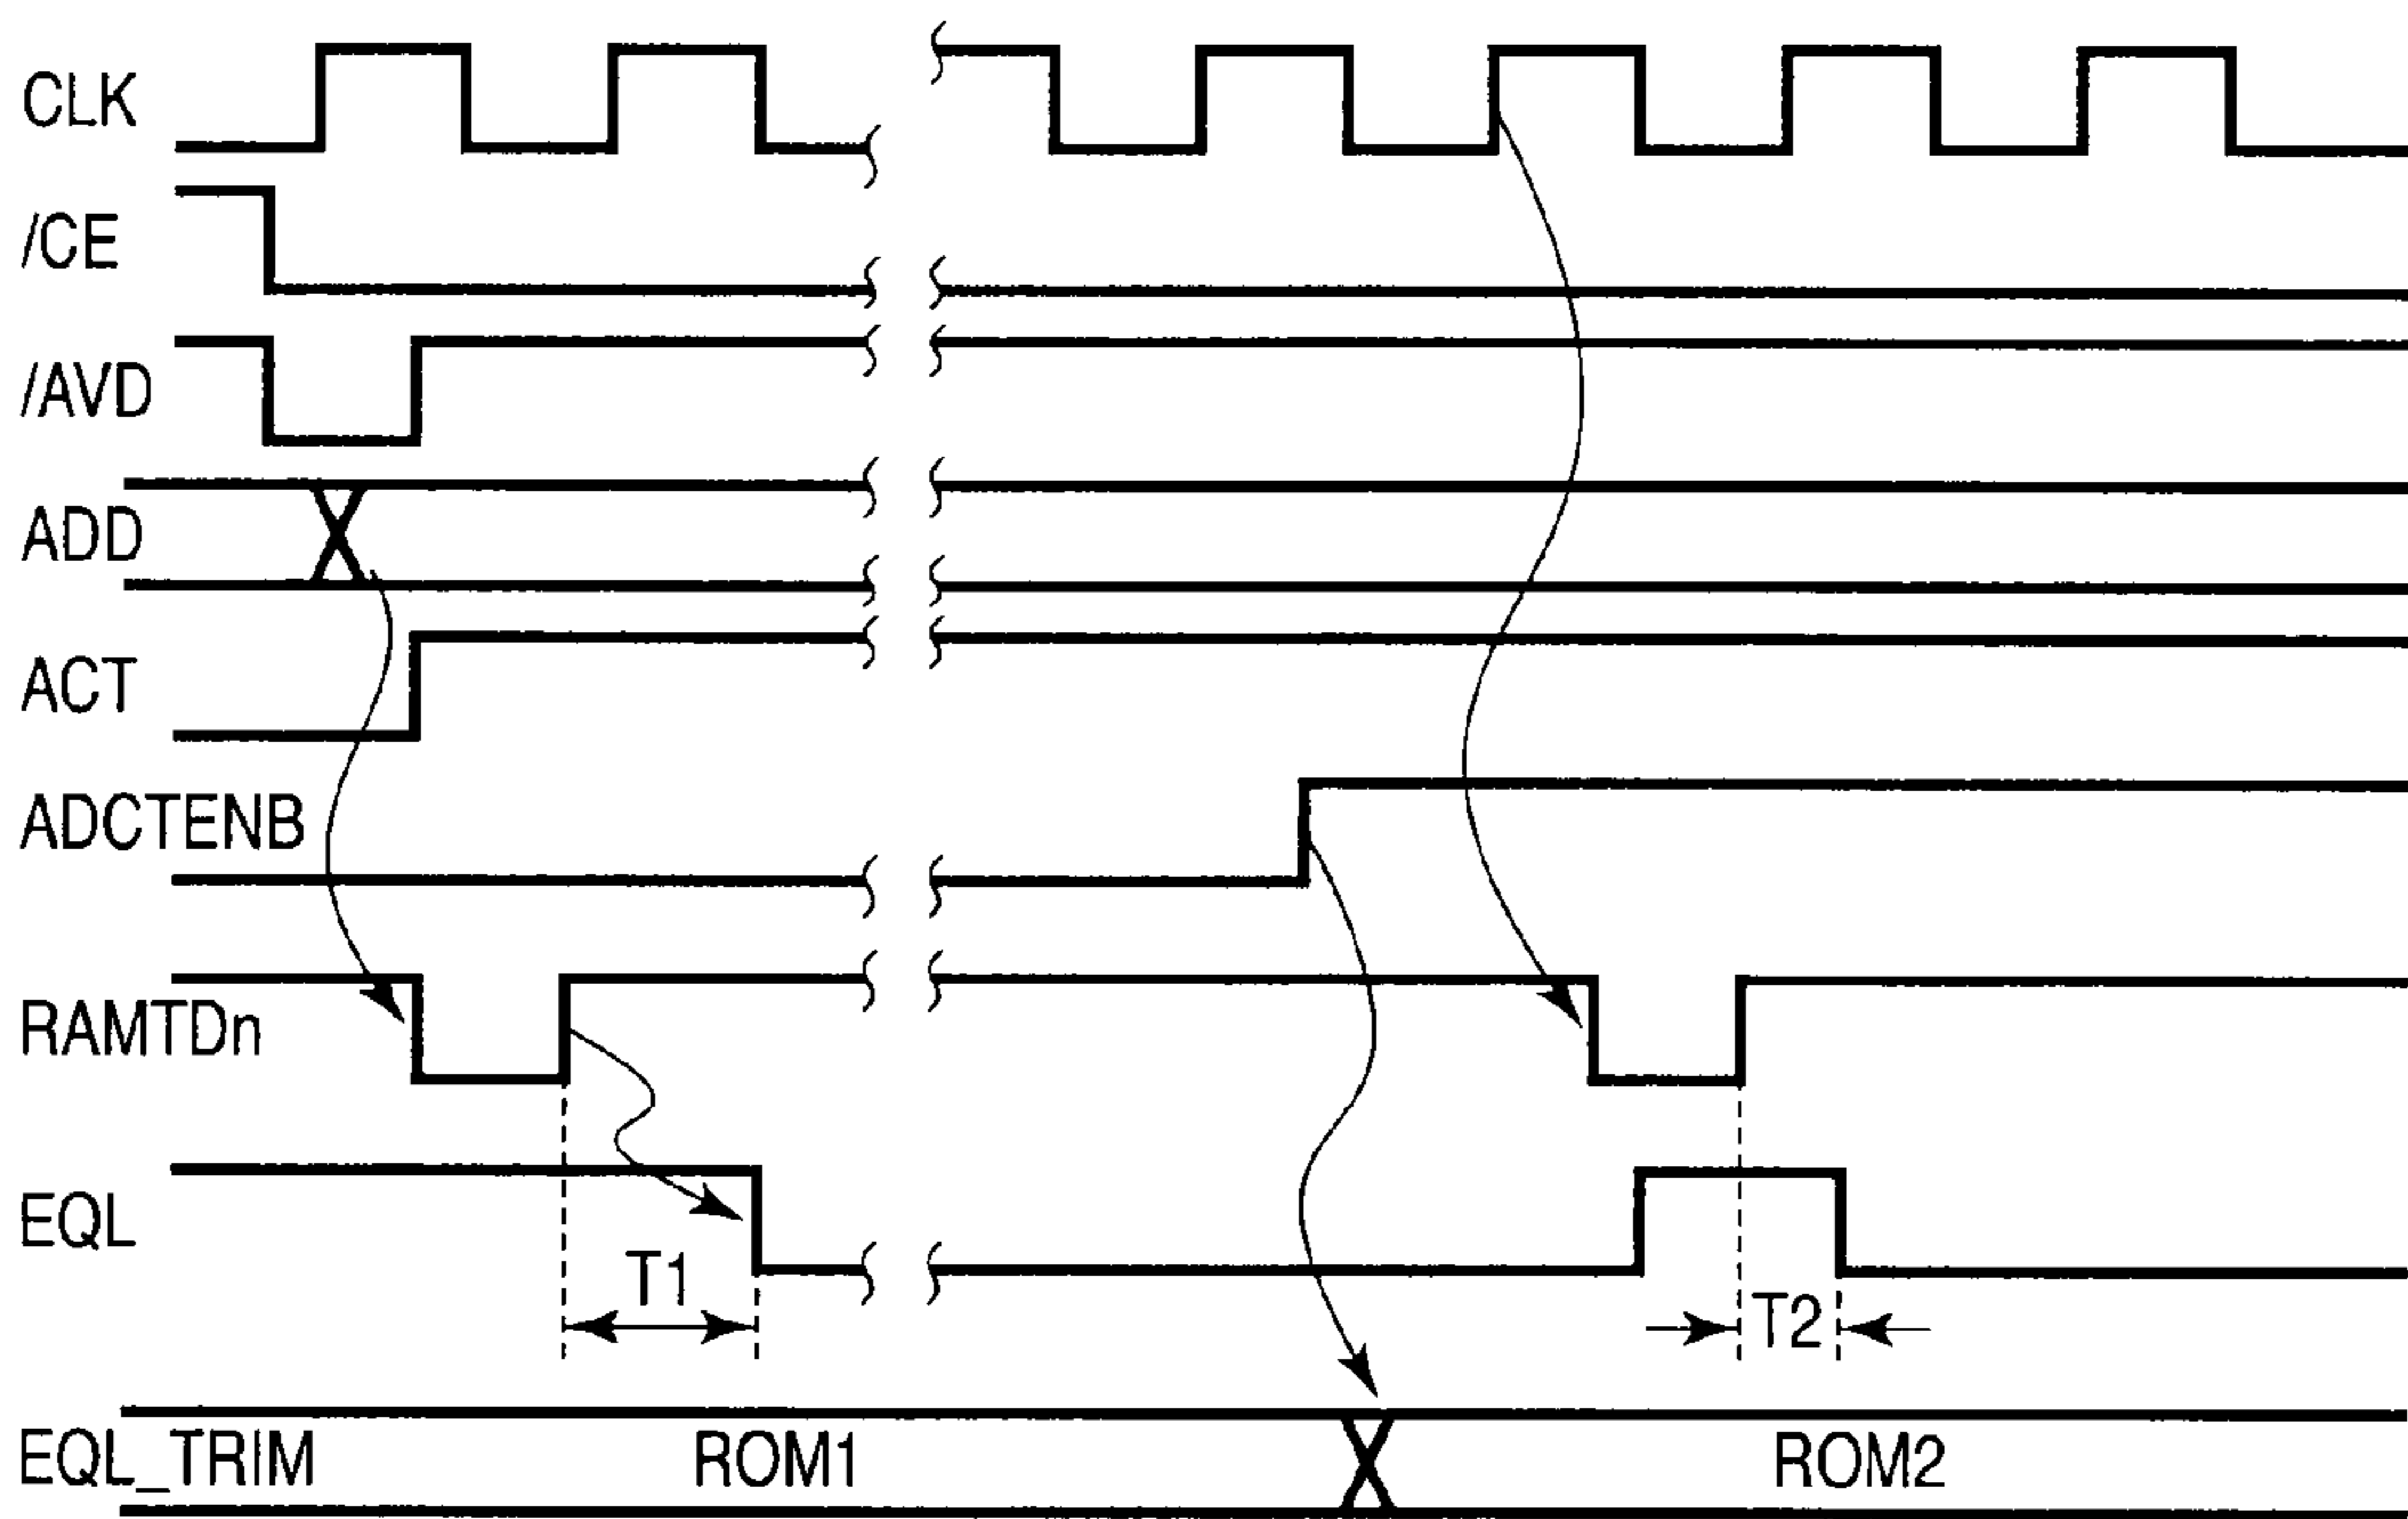 CLK
/CE
/AVD
ADD
ACT
ADCTENB
RAMTDn
EQL
T1
T2
EQL_TRIM ROM1 ROM2